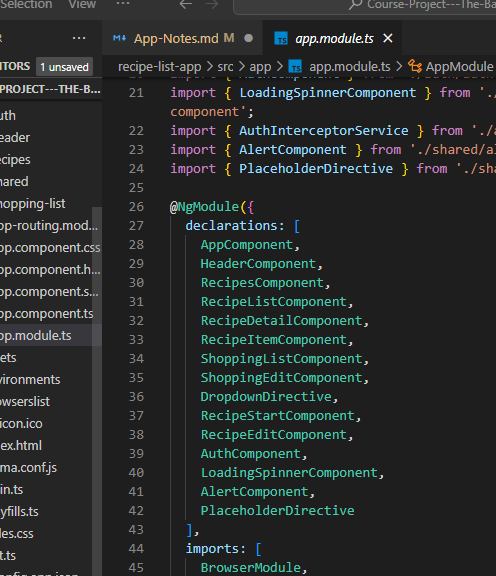 Selection View ··· Course-Project---The-Ba
App-Notes.md M
app.module.ts
EDITORS 1 unsaved
recipe-list-app > src > app > app.module.ts > AppModule
PROJECT---THE-B...
21 import { LoadingSpinnerComponent } from '.
component';
22 import { AuthInterceptorService } from './
23 import { AlertComponent } from './shared/al
24 import { PlaceholderDirective } from './sha
25
26 @NgModule({
27 declarations: [
28 AppComponent,
29 HeaderComponent,
30 RecipesComponent,
31 RecipeListComponent,
32 RecipeDetailComponent,
33 RecipeItemComponent,
34 ShoppingListComponent,
35 ShoppingEditComponent,
36 DropdownDirective,
37 RecipeStartComponent,
38 RecipeEditComponent,
39 AuthComponent,
40 LoadingSpinnerComponent,
41 AlertComponent,
42 PlaceholderDirective
43 ],
44 imports: [
45 BrowserModule,
uth
eader
ecipes
hared
hopping-list
pp-routing.mod...
pp.component.css
pp.component.h...
pp.component.s...
pp.component.ts
pp.module.ts
ets
vironments
owserslist
icon.ico
ex.html
ma.conf.js
in.ts
yfills.ts
les.css
t.ts